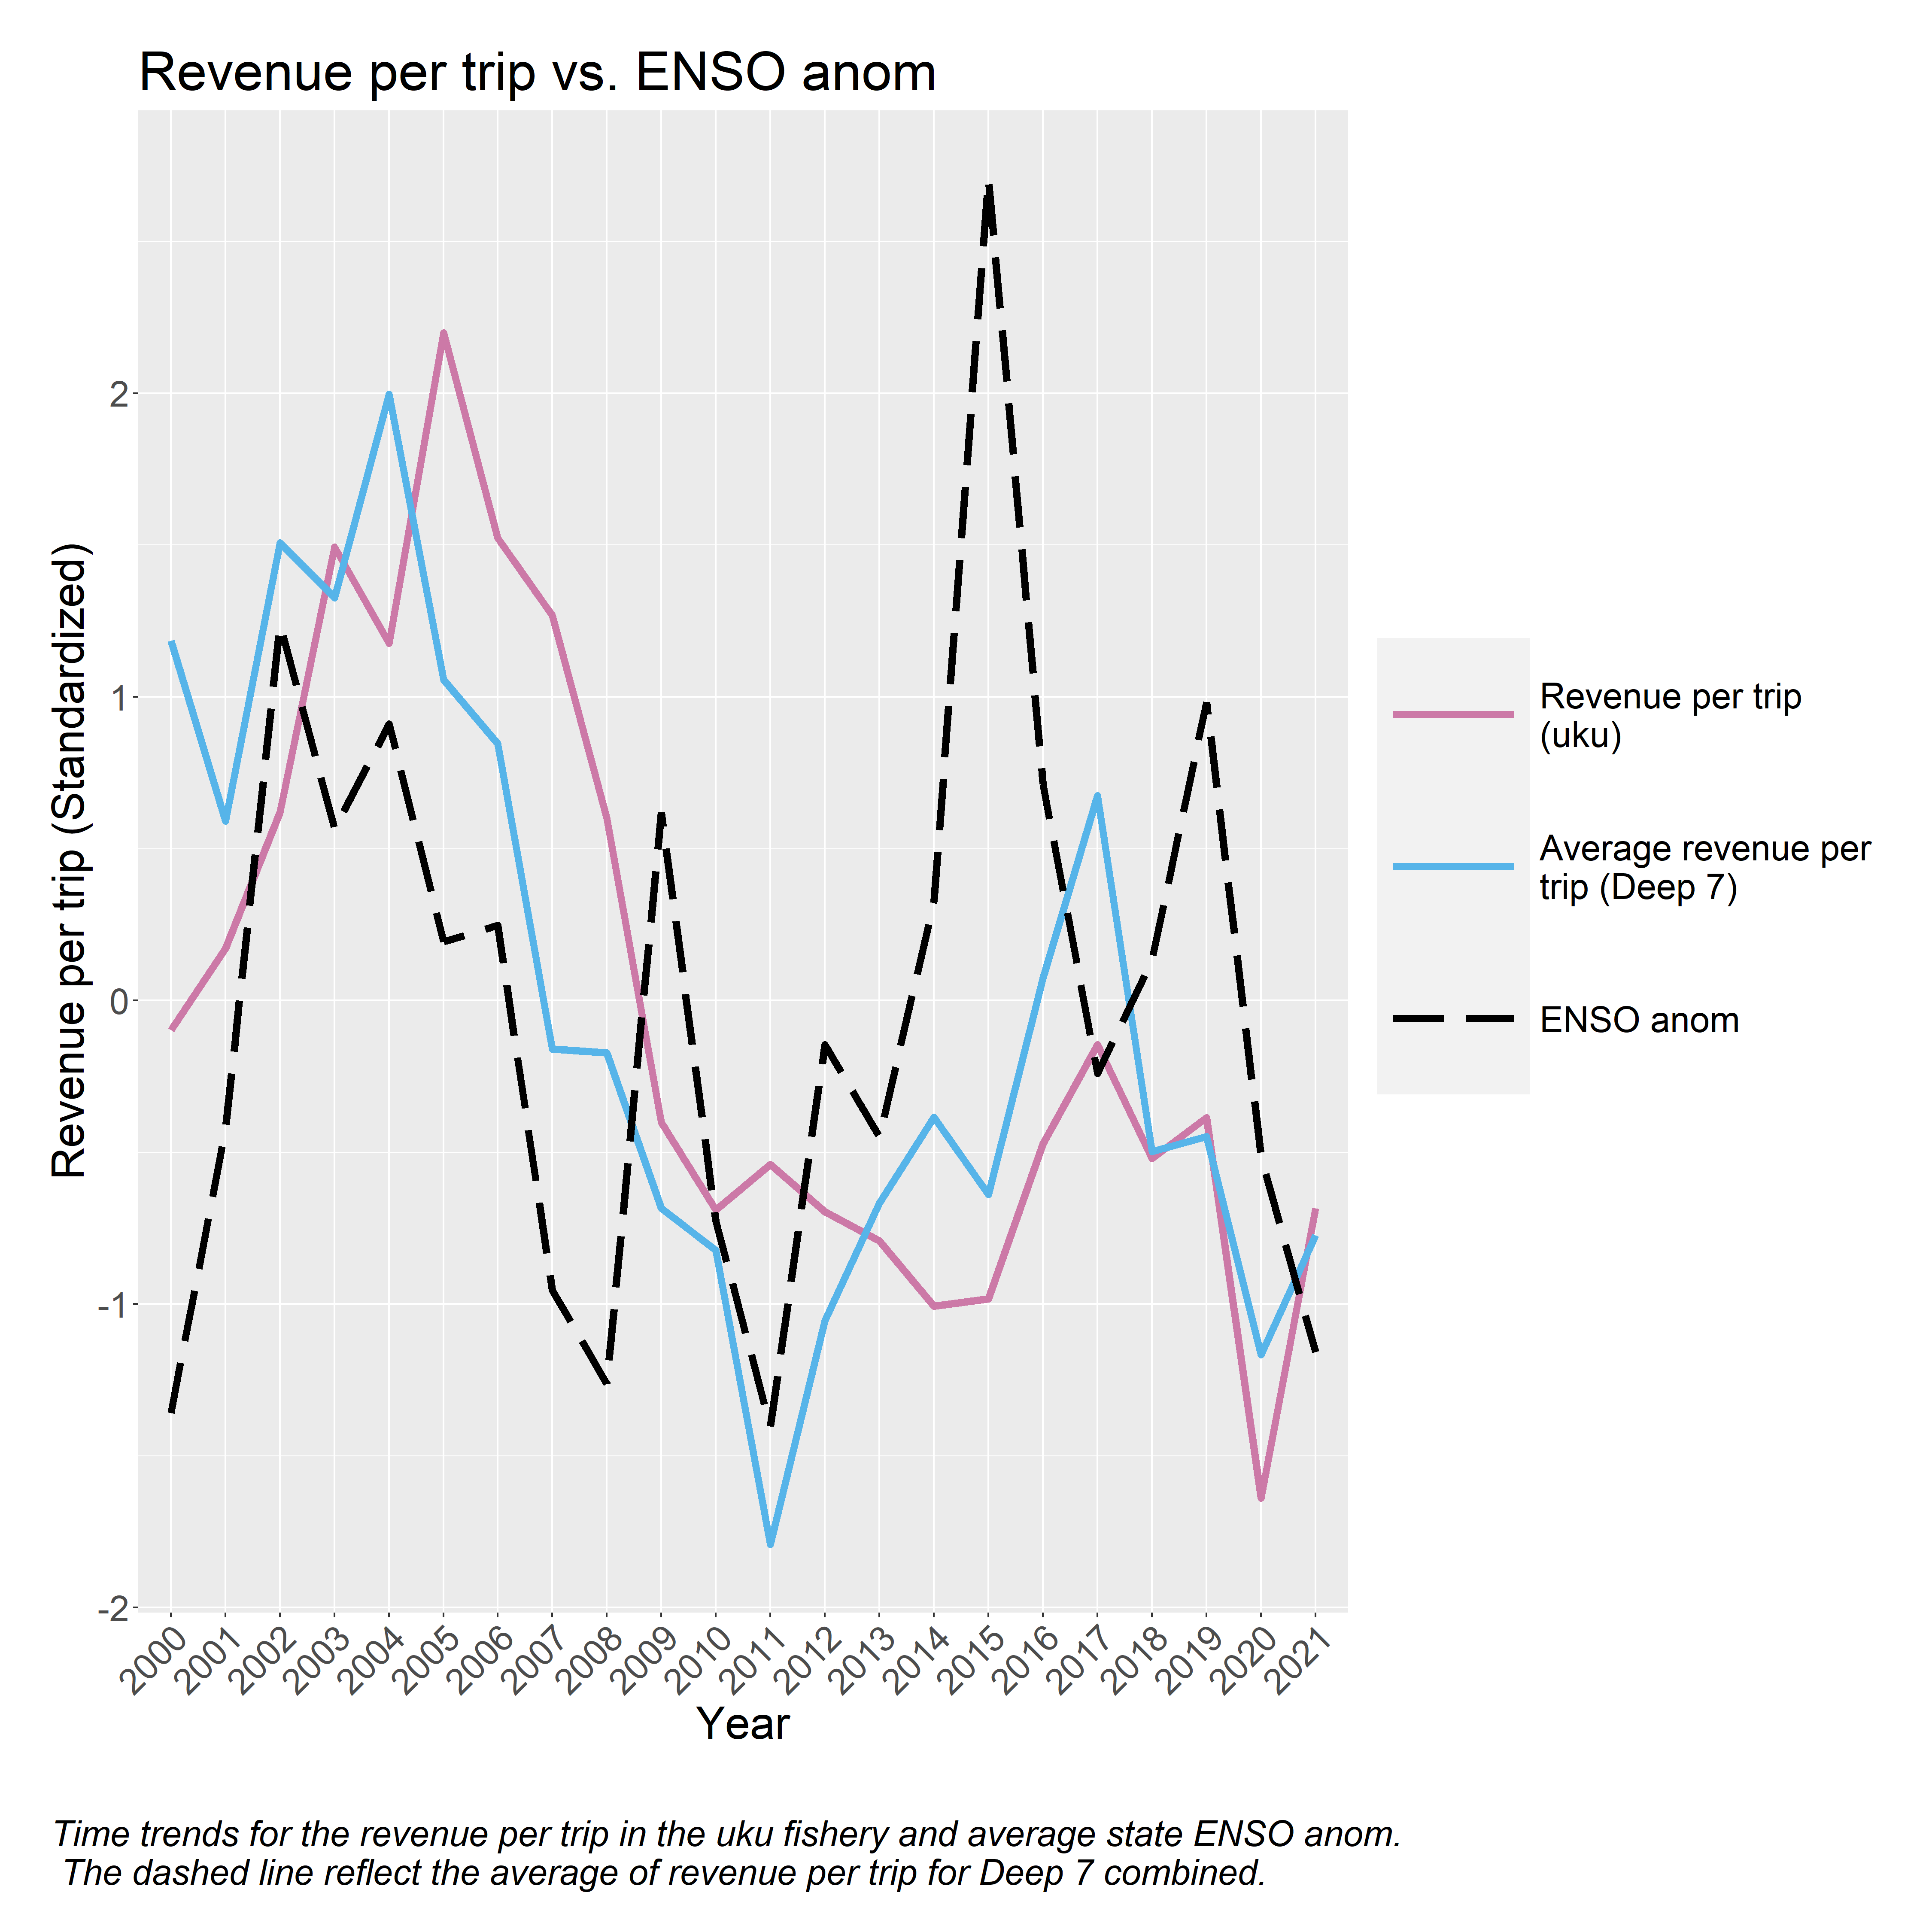 Revenue per trip vs. ENSO anom
Revenue per trip (Standardized)
2
1
0
-1
-2
2000
2001
2002
2003
2004
2005
2006
2007
2008
2009
2010
2011
2012
2013
2014
2015
2016
2017
2018
2019
2020
2021
Year
Revenue per trip
(uku)
Average revenue per
trip (Deep 7)
ENSO anom
Time trends for the revenue per trip in the uku fishery and average state ENSO anom.
The dashed line reflect the average of revenue per trip for Deep 7 combined.